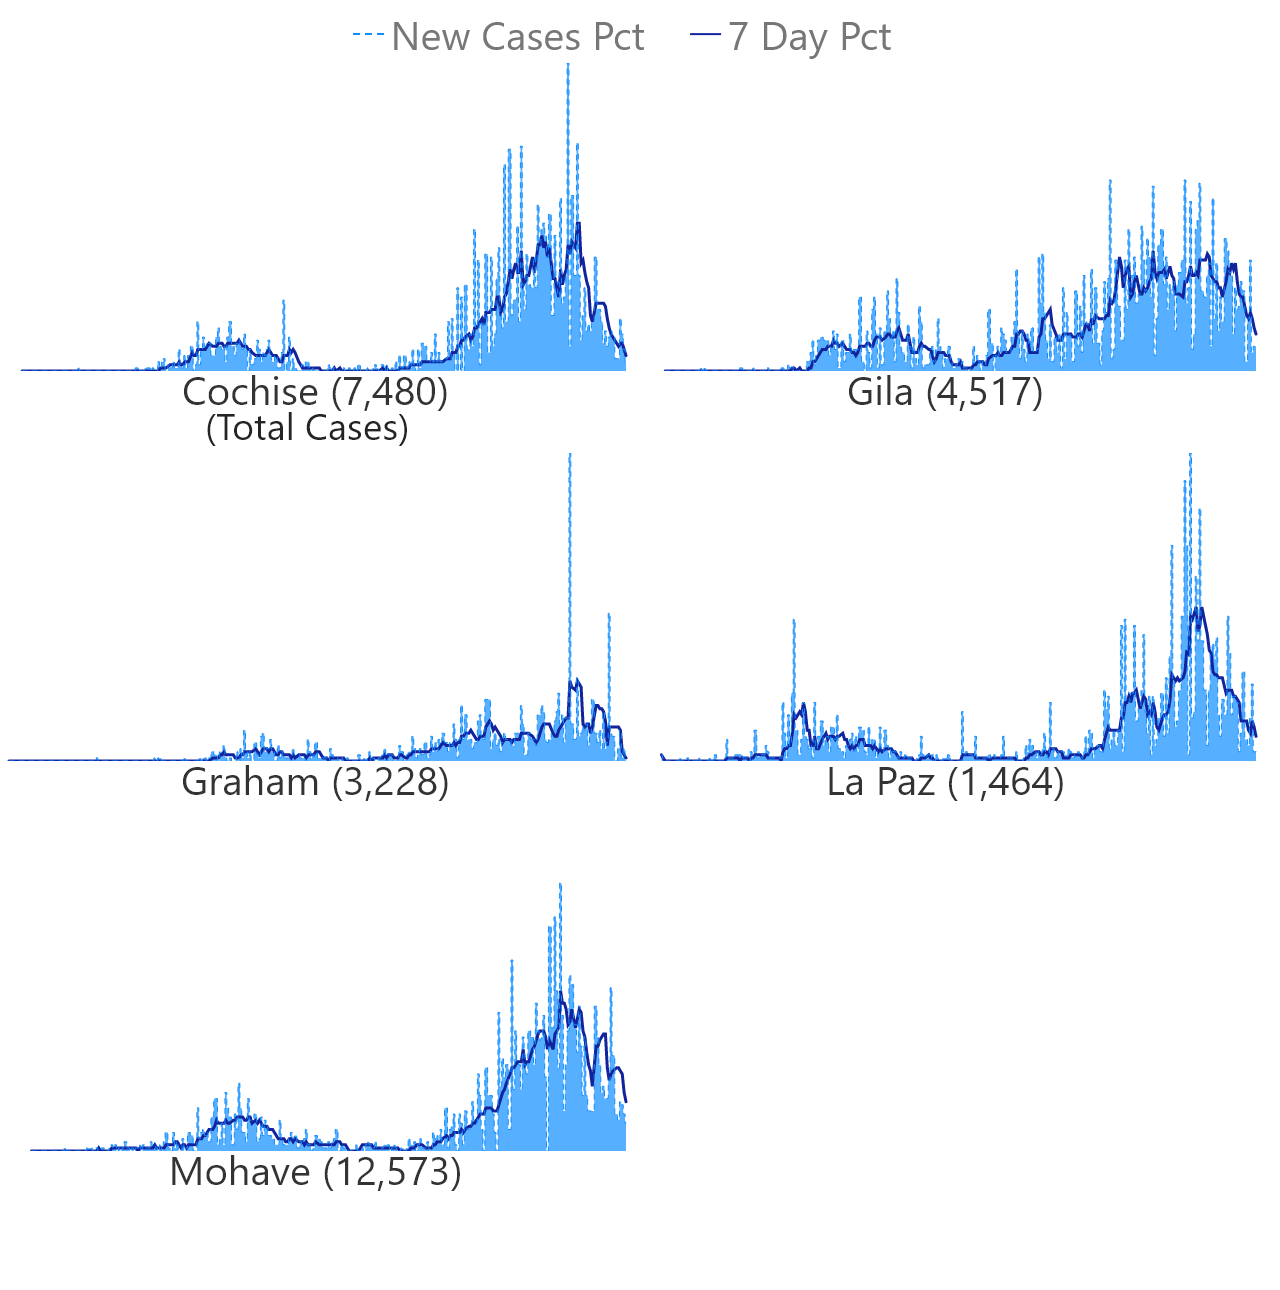 New Cases Pct 7 Day Pct
Cochise (7,480)
(Total Cases)
Gila (4,517)
Graham (3,228)
La Paz (1,464)
Mohave (12,573)